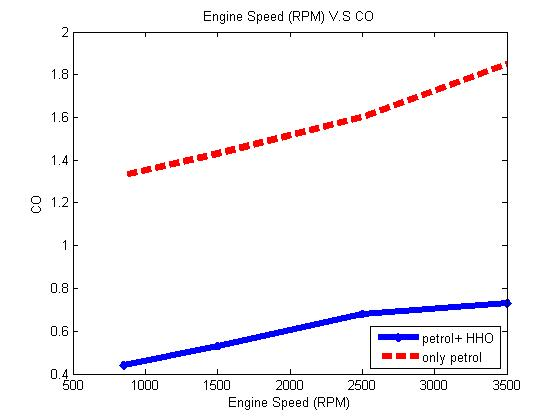 Engine Speed (RPM) V.S CO
2
1.8
1.6
1.4
1.2
1
0.8
0.6
0.4
CO
500 1000 1500 2000 2500 3000 3500
Engine Speed (RPM)
petrol+ HHO
only petrol